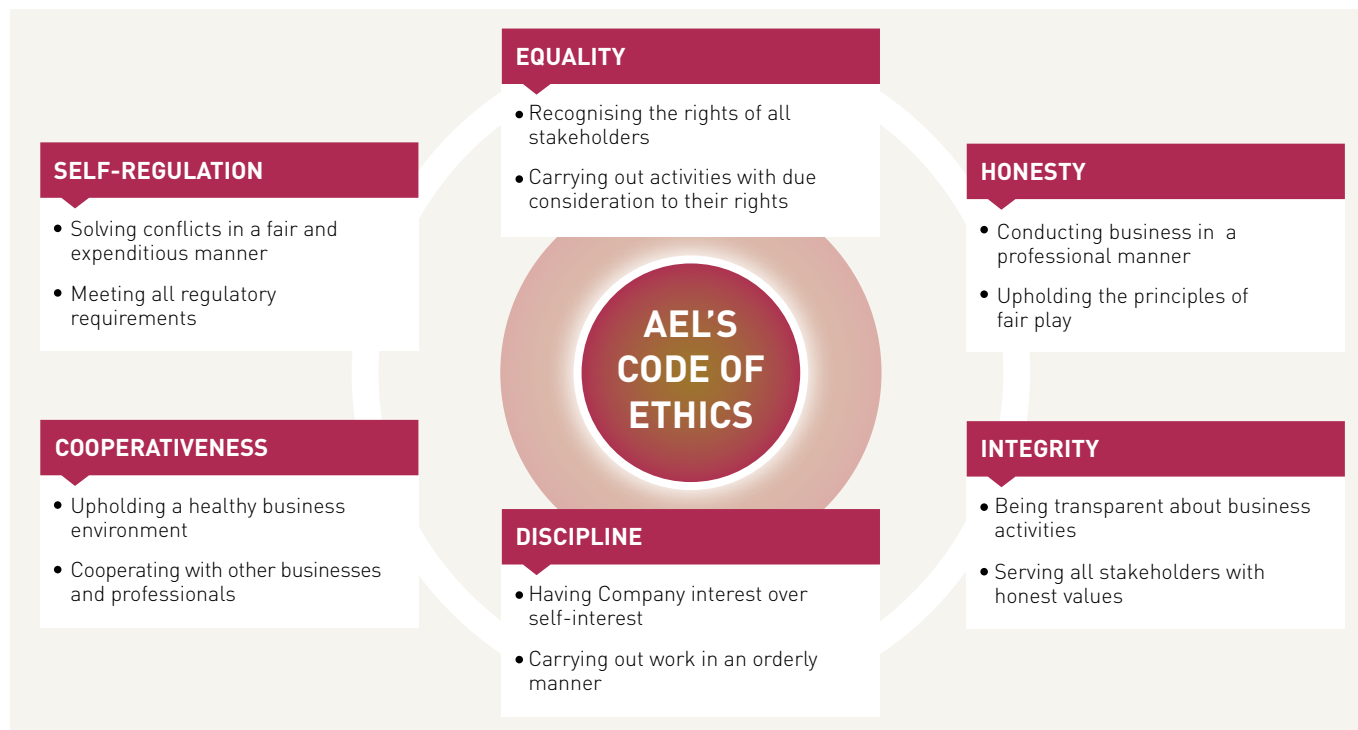 EQUALITY
• Recognising the rights of all
stakeholders
• Carrying out activities with due
consideration to their rights
SELF-REGULATION
• Solving conflicts in a fair and
expenditious manner
• Meeting all regulatory
requirements
HONESTY
• Conducting business in a
professional manner
• Upholding the principles of
fair play
AEL’S
CODE OF
ETHICS
COOPERATIVENESS
• Upholding a healthy business
environment
• Cooperating with other businesses
and professionals
INTEGRITY
• Being transparent about business
activities
• Serving all stakeholders with
honest values
DISCIPLINE
• Having Company interest over
self-interest
• Carrying out work in an orderly
manner